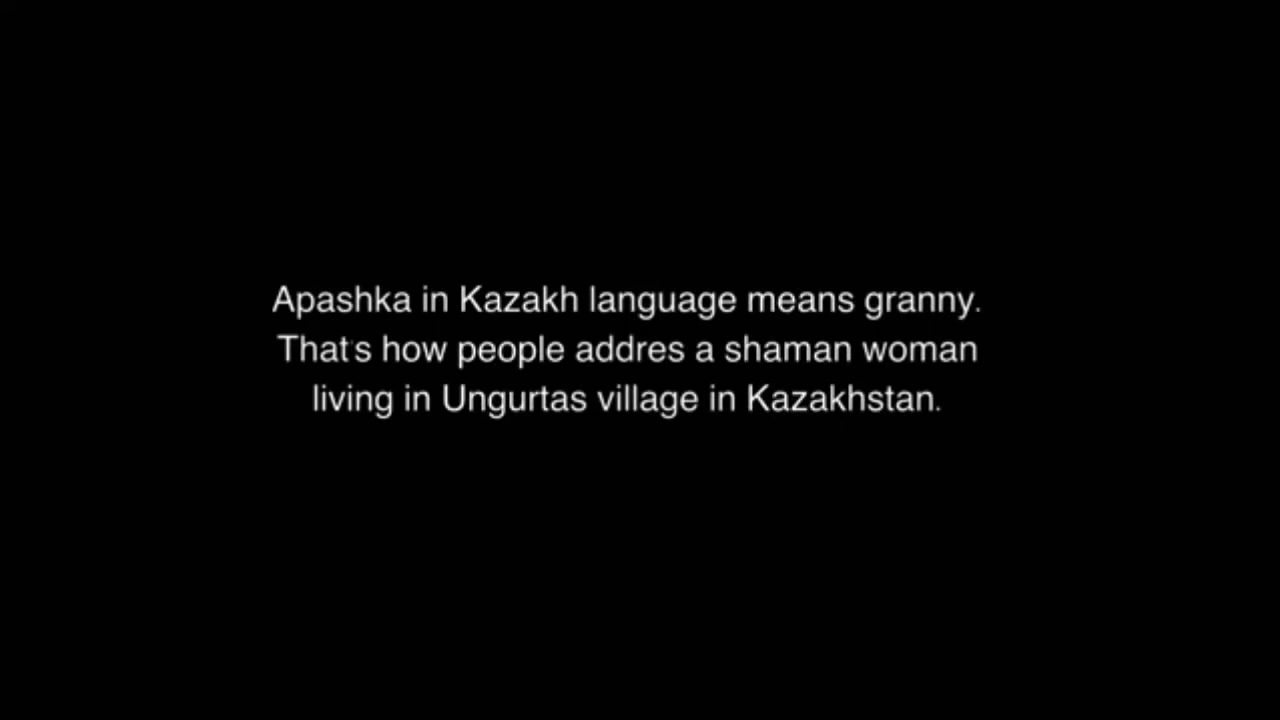 Apashka in Kazakh language means granny.
That's how people addres a shaman woman
living in Ungurtas village in Kazakhstan.